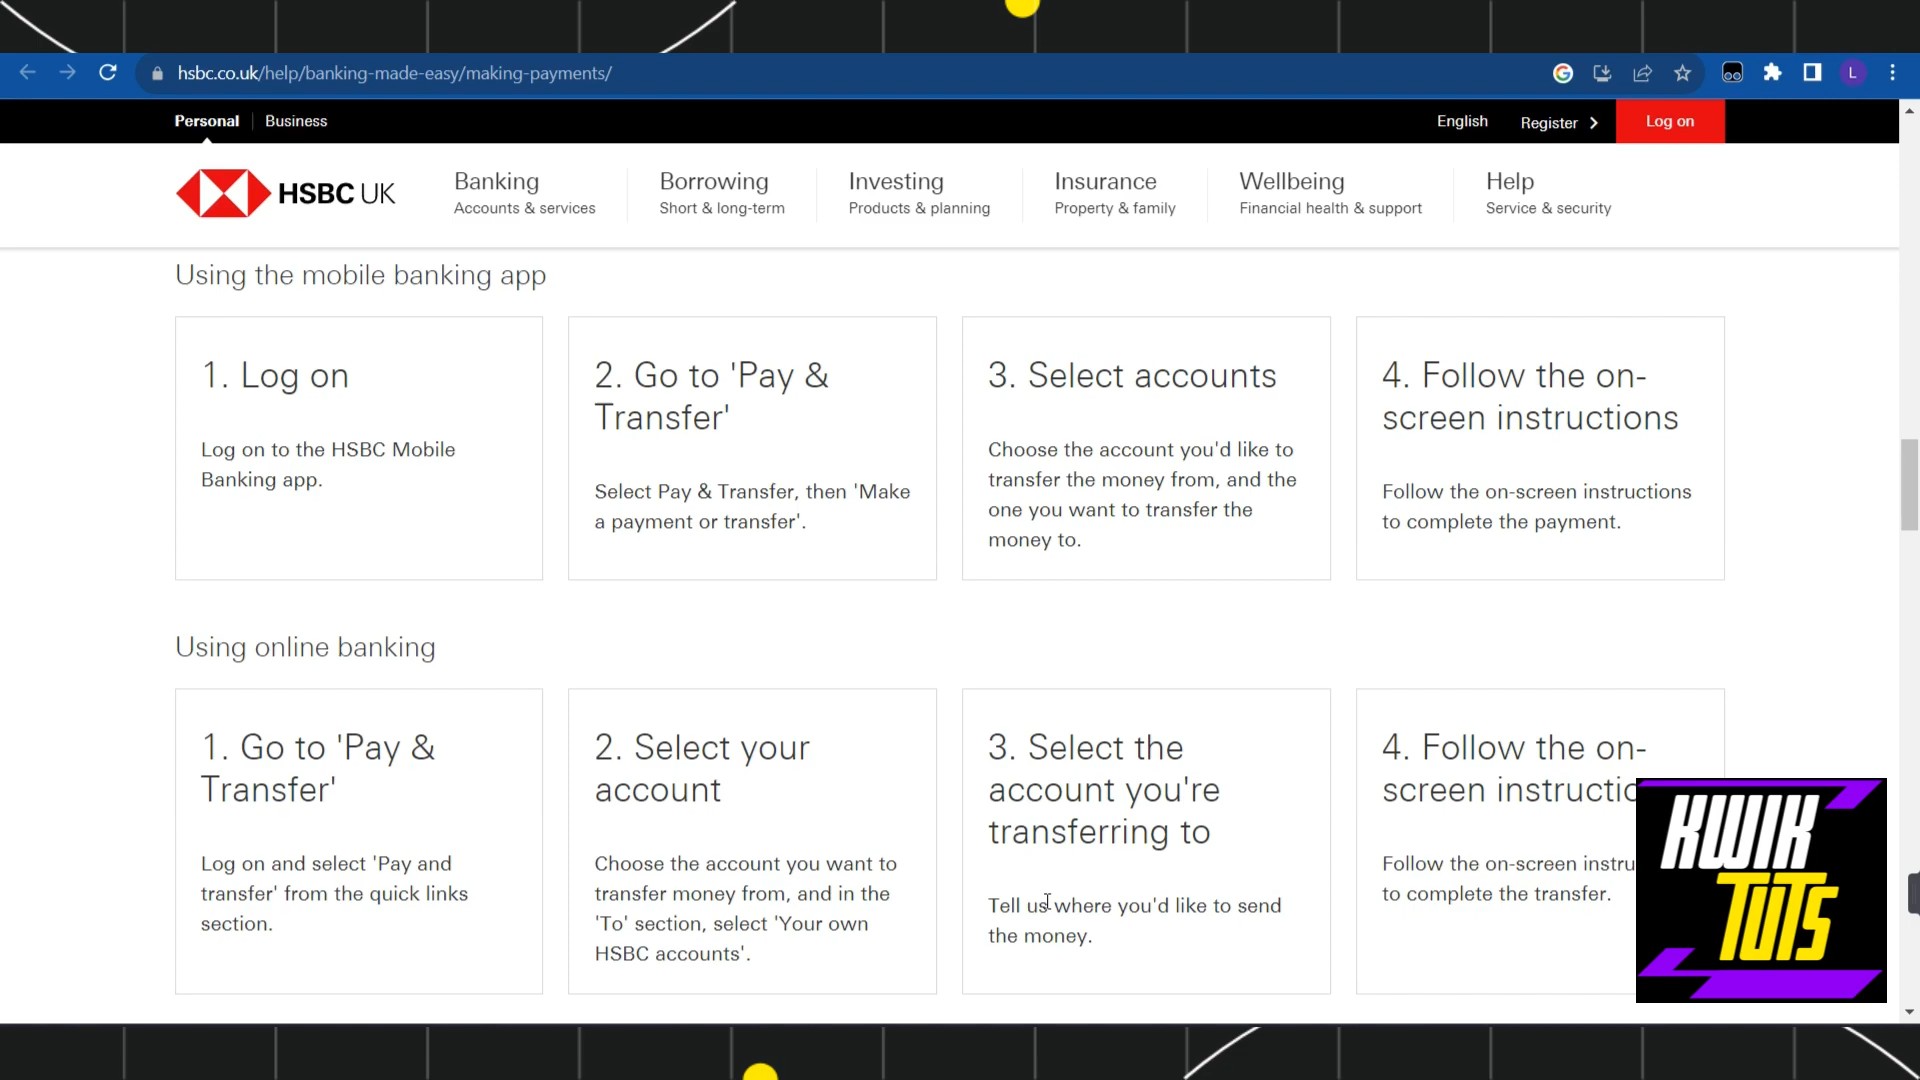 hsbc.co.uk/help/banking-made-easy/making-payments/
L
Personal
Business
English
Register
Log on
HSBC UK
Banking
Accounts & services
Borrowing
Short & long-term
Investing
Products & planning
Insurance
Property & family
Wellbeing
Financial health & support
Help
Service & security
Using the mobile banking app
1. Log on
Log on to the HSBC Mobile
Banking app.
2. Go to 'Pay &
Transfer'
Select Pay & Transfer, then 'Make
a payment or transfer'.
3. Select accounts
Choose the account you'd like to
transfer the money from, and the
one you want to transfer the
money to.
4. Follow the on-
screen instructions
Follow the on-screen instructions
to complete the payment.
Using online banking
1. Go to 'Pay &
Transfer'
Log on and select 'Pay and
transfer' from the quick links
section.
2. Select your
account
Choose the account you want to
transfer money from, and in the
'To' section, select 'Your own
HSBC accounts'.
3. Select the
account you're
transferring to
Tell us where you'd like to send
the money.
4. Follow the on-
screen instructio
Follow the on-screen instru
to complete the transfer.
KWIK
TUTS